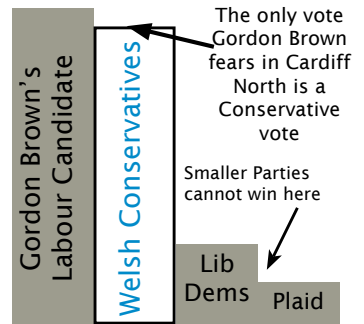 The only vote
Gordon Brown
fears in Cardiff
North is a
Conservative
vote
Gordon Brown's
Labour Candidate
Welsh Conservatives
Smaller Parties
cannot win here
Lib
Dems
Plaid